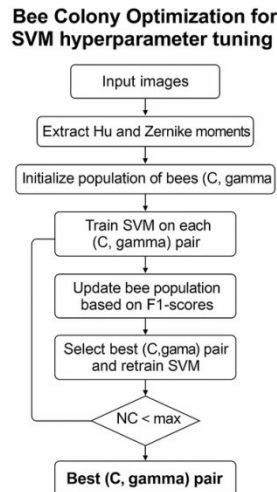 Bee Colony Optimization for
SVM hyperparameter tuning
Input images
Extract Hu and Zernike moments
Initialize population of bees (C, gamma
Train SVM on each
(C, gamma) pair
Update bee population
based on F1-scores
Select best (C,gama) pair
and retrain SVM
NC < max
Best (C, gamma) pair